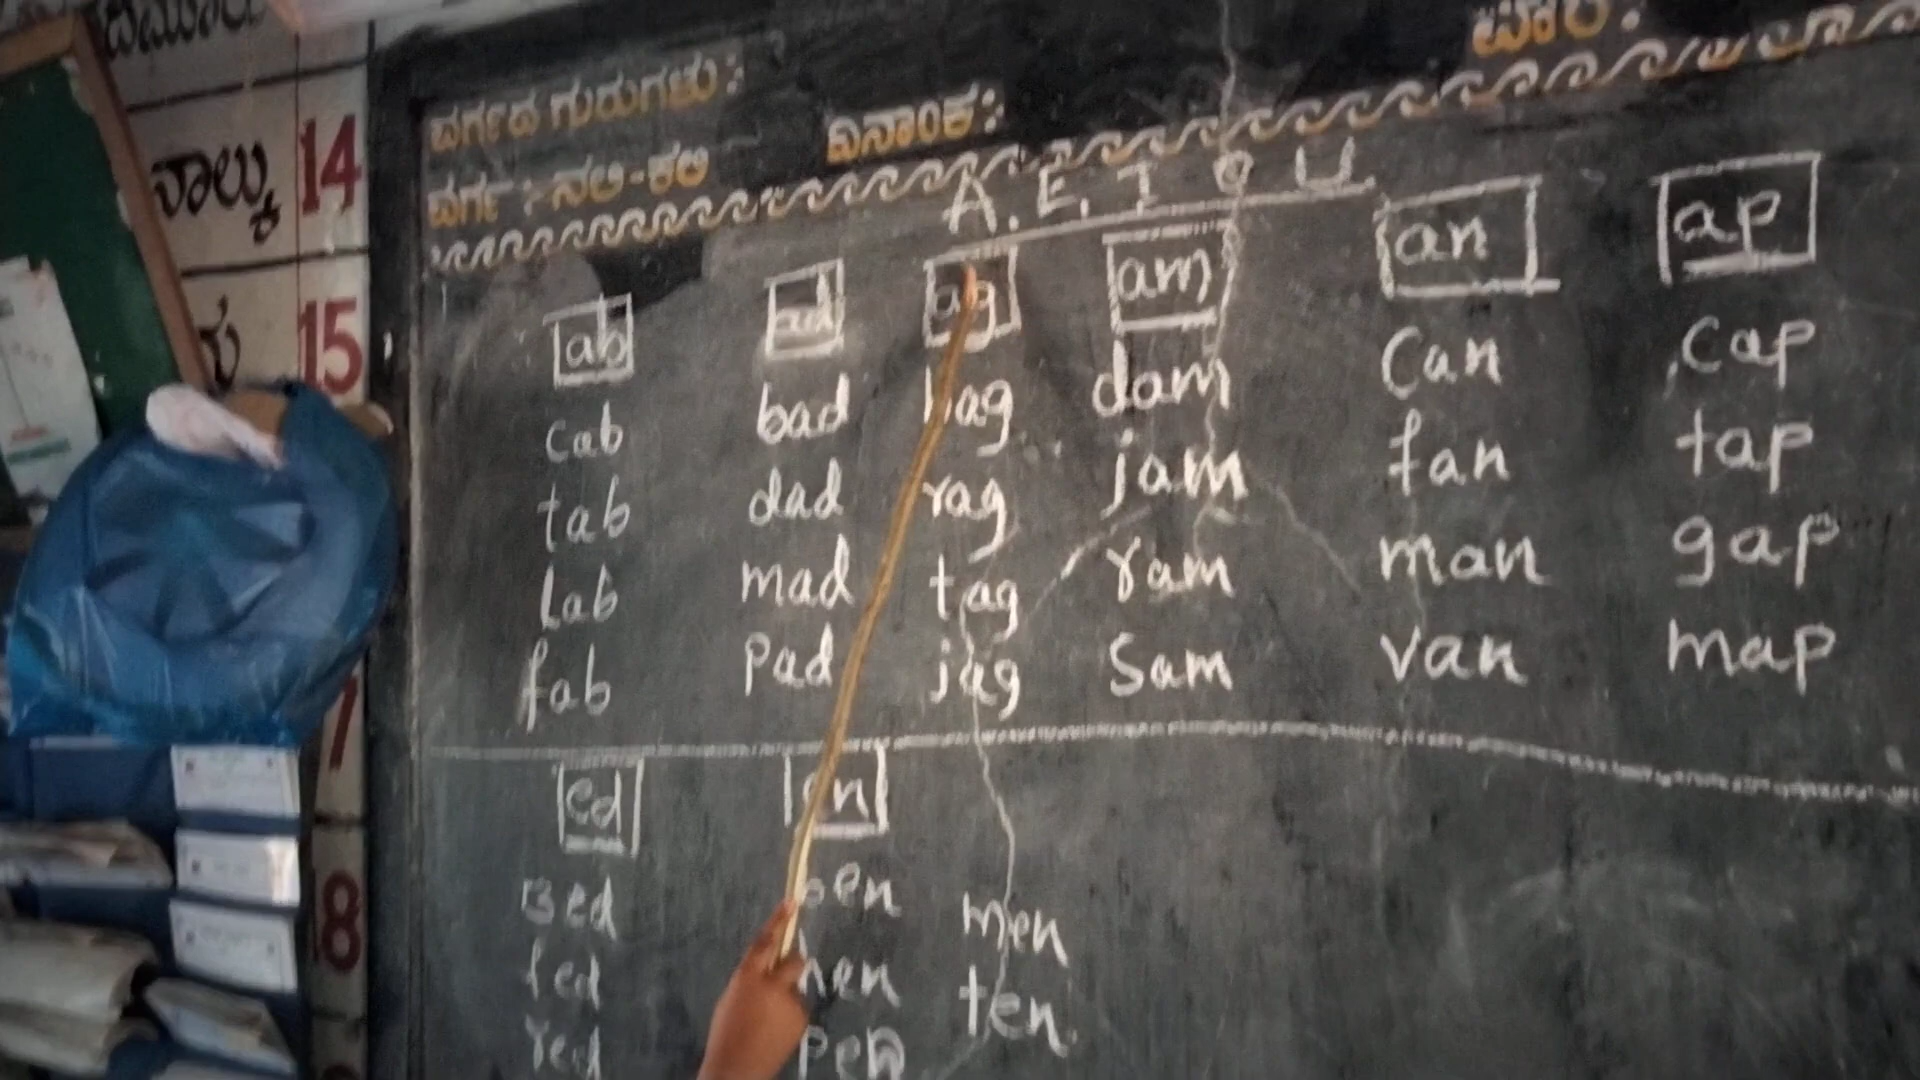 ನಾಲ್ಕು 14
15
18
ವರ್ಗದ ಗುರುಗಳು:
ದಿನಾಂಕ:
ವರ್ಗ : ನಲಿ-ಕಲಿ
A. E. I O U.
ab ad ag am an ap
cab bad bag dam Can Cap
tab dad rag jam fan tap
Lab mad tag ram man gap
fab Pad jag Sam van map
ed en
Bed men
fed hen ten.
red pen